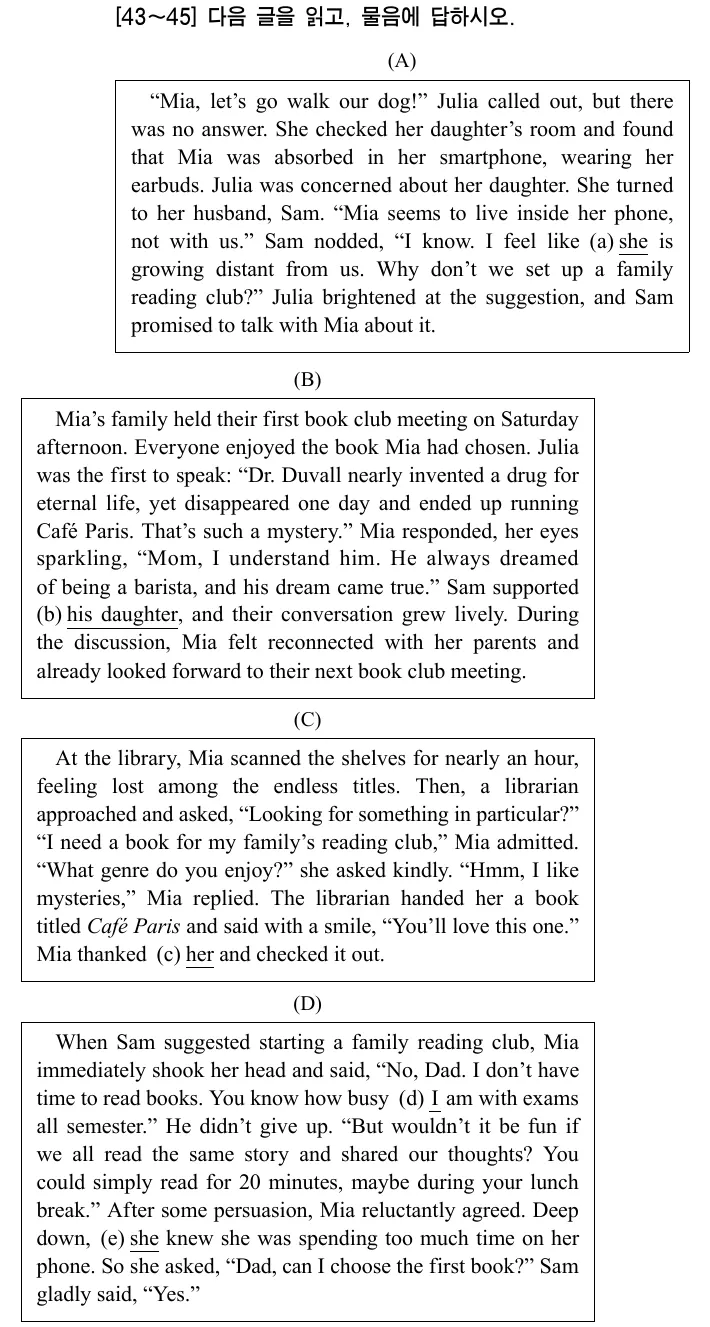 [43～45] 다음 글을 읽고, 물음에 답하시오.
(A)
“Mia, let’s go walk our dog!” Julia called out, but there
was no answer. She checked her daughter’s room and found
that Mia was absorbed in her smartphone, wearing her
earbuds. Julia was concerned about her daughter. She turned
to her husband, Sam. “Mia seems to live inside her phone,
not with us.” Sam nodded, “I know. I feel like (a) she is
growing distant from us. Why don’t we set up a family
reading club?” Julia brightened at the suggestion, and Sam
promised to talk with Mia about it.
(B)
Mia’s family held their first book club meeting on Saturday
afternoon. Everyone enjoyed the book Mia had chosen. Julia
was the first to speak: “Dr. Duvall nearly invented a drug for
eternal life, yet disappeared one day and ended up running
Café Paris. That’s such a mystery.” Mia responded, her eyes
sparkling, “Mom, I understand him. He always dreamed
of being a barista, and his dream came true.” Sam supported
(b) his daughter, and their conversation grew lively. During
the discussion, Mia felt reconnected with her parents and
already looked forward to their next book club meeting.
(C)
At the library, Mia scanned the shelves for nearly an hour,
feeling lost among the endless titles. Then, a librarian
approached and asked, “Looking for something in particular?”
“I need a book for my family’s reading club,” Mia admitted.
“What genre do you enjoy?” she asked kindly. “Hmm, I like
mysteries,” Mia replied. The librarian handed her a book
titled Café Paris and said with a smile, “You’ll love this one.”
Mia thanked (c) her and checked it out.
(D)
When Sam suggested starting a family reading club, Mia
immediately shook her head and said, “No, Dad. I don’t have
time to read books. You know how busy (d) I am with exams
all semester.” He didn’t give up. “But wouldn’t it be fun if
we all read the same story and shared our thoughts? You
could simply read for 20 minutes, maybe during your lunch
break.” After some persuasion, Mia reluctantly agreed. Deep
down, (e) she knew she was spending too much time on her
phone. So she asked, “Dad, can I choose the first book?” Sam
gladly said, “Yes.”